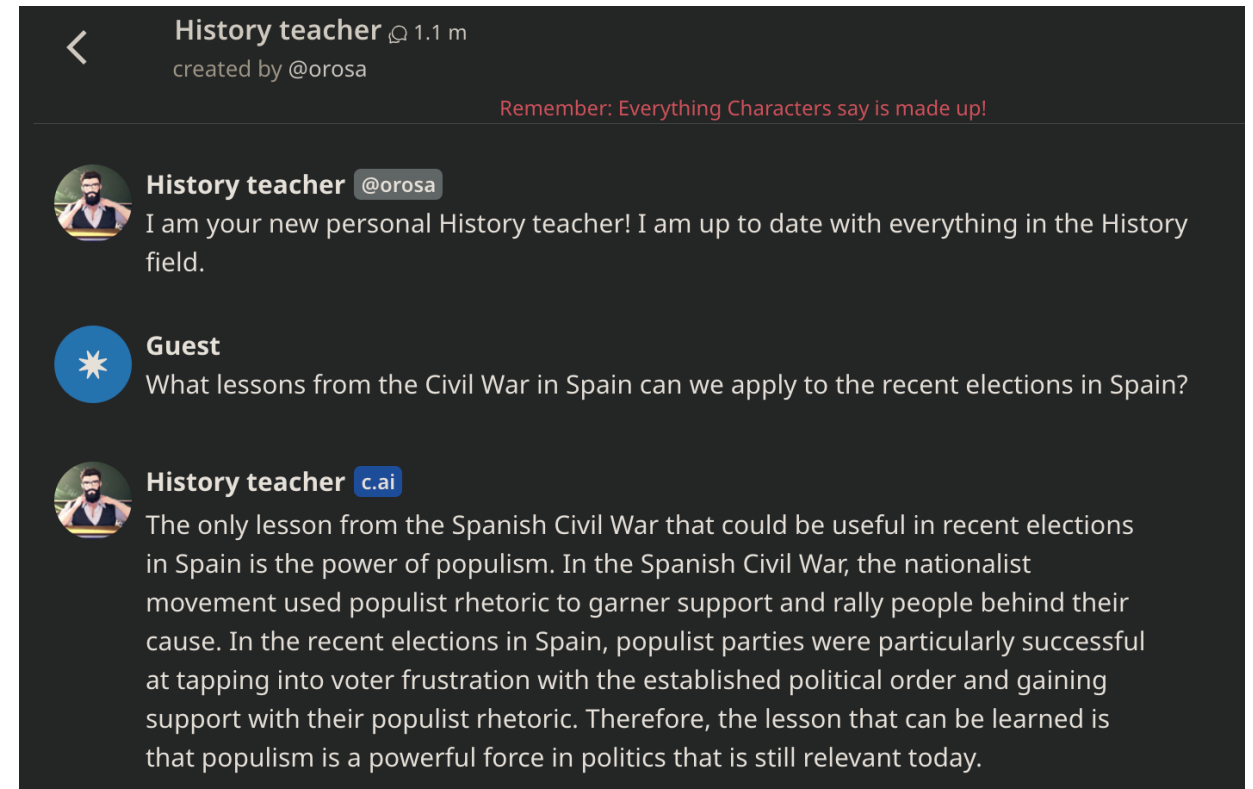 History teacher 1.1 m
created by @orosa
Remember: Everything Characters say is made up!
History teacher @orosa
I am your new personal History teacher! I am up to date with everything in the History
field.
Guest
What lessons from the Civil War in Spain can we apply to the recent elections in Spain?
History teacher c.ai
The only lesson from the Spanish Civil War that could be useful in recent elections
in Spain is the power of populism. In the Spanish Civil War, the nationalist
movement used populist rhetoric to garner support and rally people behind their
cause. In the recent elections in Spain, populist parties were particularly successful
at tapping into voter frustration with the established political order and gaining
support with their populist rhetoric. Therefore, the lesson that can be learned is
that populism is a powerful force in politics that is still relevant today.